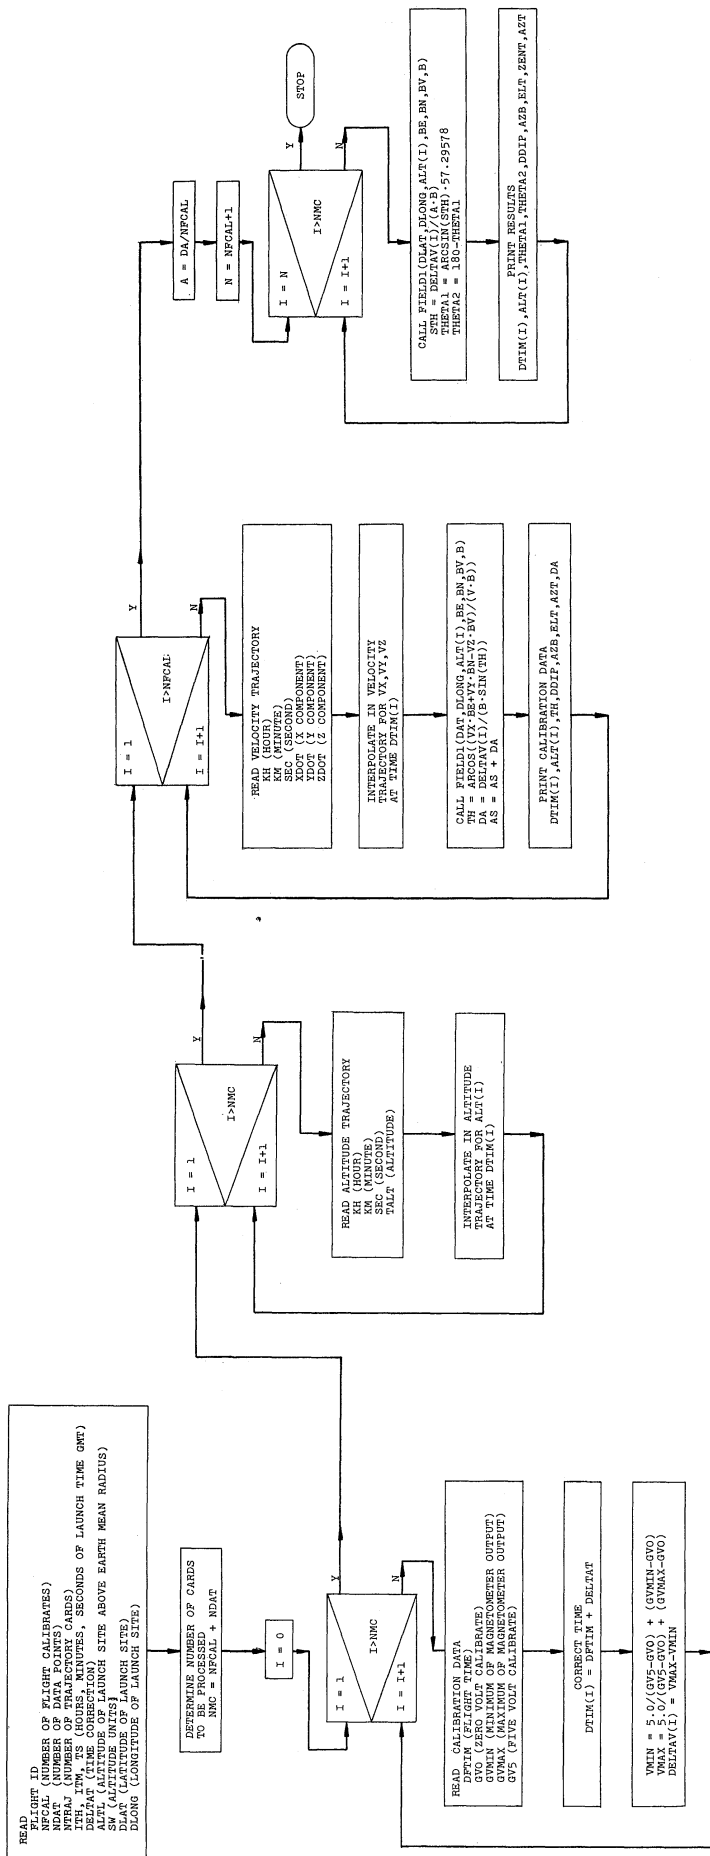 READ
FLIGHT ID
NFCAL (NUMBER OF FLIGHT CALIBRATES)
NDAT (NUMBER OF DATA POINTS)
NTRAJ (NUMBER OF TRAJECTORY CARDS)
ITH, ITM, TS (HOURS, MINUTES, SECONDS OF LAUNCH TIME GMT)
DELTAT (TIME CORRECTION)
ALTL (ALTITUDE OF LAUNCH SITE ABOVE EARTH MEAN RADIUS)
SW (ALTITUDE UNITS)
DLAT (LATITUDE OF LAUNCH SITE)
DLONG (LONGITUDE OF LAUNCH SITE)
DETERMINE NUMBER OF CARDS
TO BE PROCESSED
NMC = NFCAL + NDAT
I = 0
I = 1
I>NMC
I = I+1
Y
N
READ CALIBRATION DATA
DFTIM (FLIGHT TIME)
GVO (ZERO VOLT CALIBRATE)
GVMIN (MINIMUM OF MAGNETOMETER OUTPUT)
GVMAX (MAXIMUM OF MAGNETOMETER OUTPUT)
GV5 (FIVE VOLT CALIBRATE)
CORRECT TIME
DTIM(I) = DFTIM + DELTAT
VMIN = 5.0/(GV5-GVO) + (GVMIN-GVO)
VMAX = 5.0/(GV5-GVO) + (GVMAX-GVO)
DELTAV(I) = VMAX-VMIN
I = 1
I>NMC
I = I+1
Y
N
READ ALTITUDE TRAJECTORY
KH (HOUR)
KM (MINUTE)
SEC (SECOND)
TALT (ALTITUDE)
INTERPOLATE IN ALTITUDE
TRAJECTORY FOR ALT(I)
AT TIME DTIM(I)
I = 1
I>NFCAL
I = I+1
Y
N
READ VELOCITY TRAJECTORY
KH (HOUR)
KM (MINUTE)
SEC (SECOND)
XDOT (X COMPONENT)
YDOT (Y COMPONENT)
ZDOT (Z COMPONENT)
INTERPOLATE IN VELOCITY
TRAJECTORY FOR VX,VY,VZ
AT TIME DTIM(I)
CALL FIELD1(DAT,DLONG,ALT(I),BE,BN,BV,B)
TH = ARCOS((VX·BE+VY·BN-VZ·BV)/(V·B))
DA = DELTAV(I)/(B·SIN(TH))
AS = AS + DA
PRINT CALIBRATION DATA
DTIM(I),ALT(I),TH,DDIP,AZB,ELT,AZT,DA
A = DA/NFCAL
N = NFCAL+1
I = N
I>NMC
I = I+1
Y
N
STOP
CALL FIELD1(DLAT,DLONG,ALT(I),BE,BN,BV,B)
STH = DELTAV(I)/(A·B)
THETA1 = ARCSIN(STH)·57.29578
THETA2 = 180-THETA1
PRINT RESULTS
DTIM(I),ALT(I),THETA1,THETA2,DDIP,AZB,ELT,ZENT,AZT